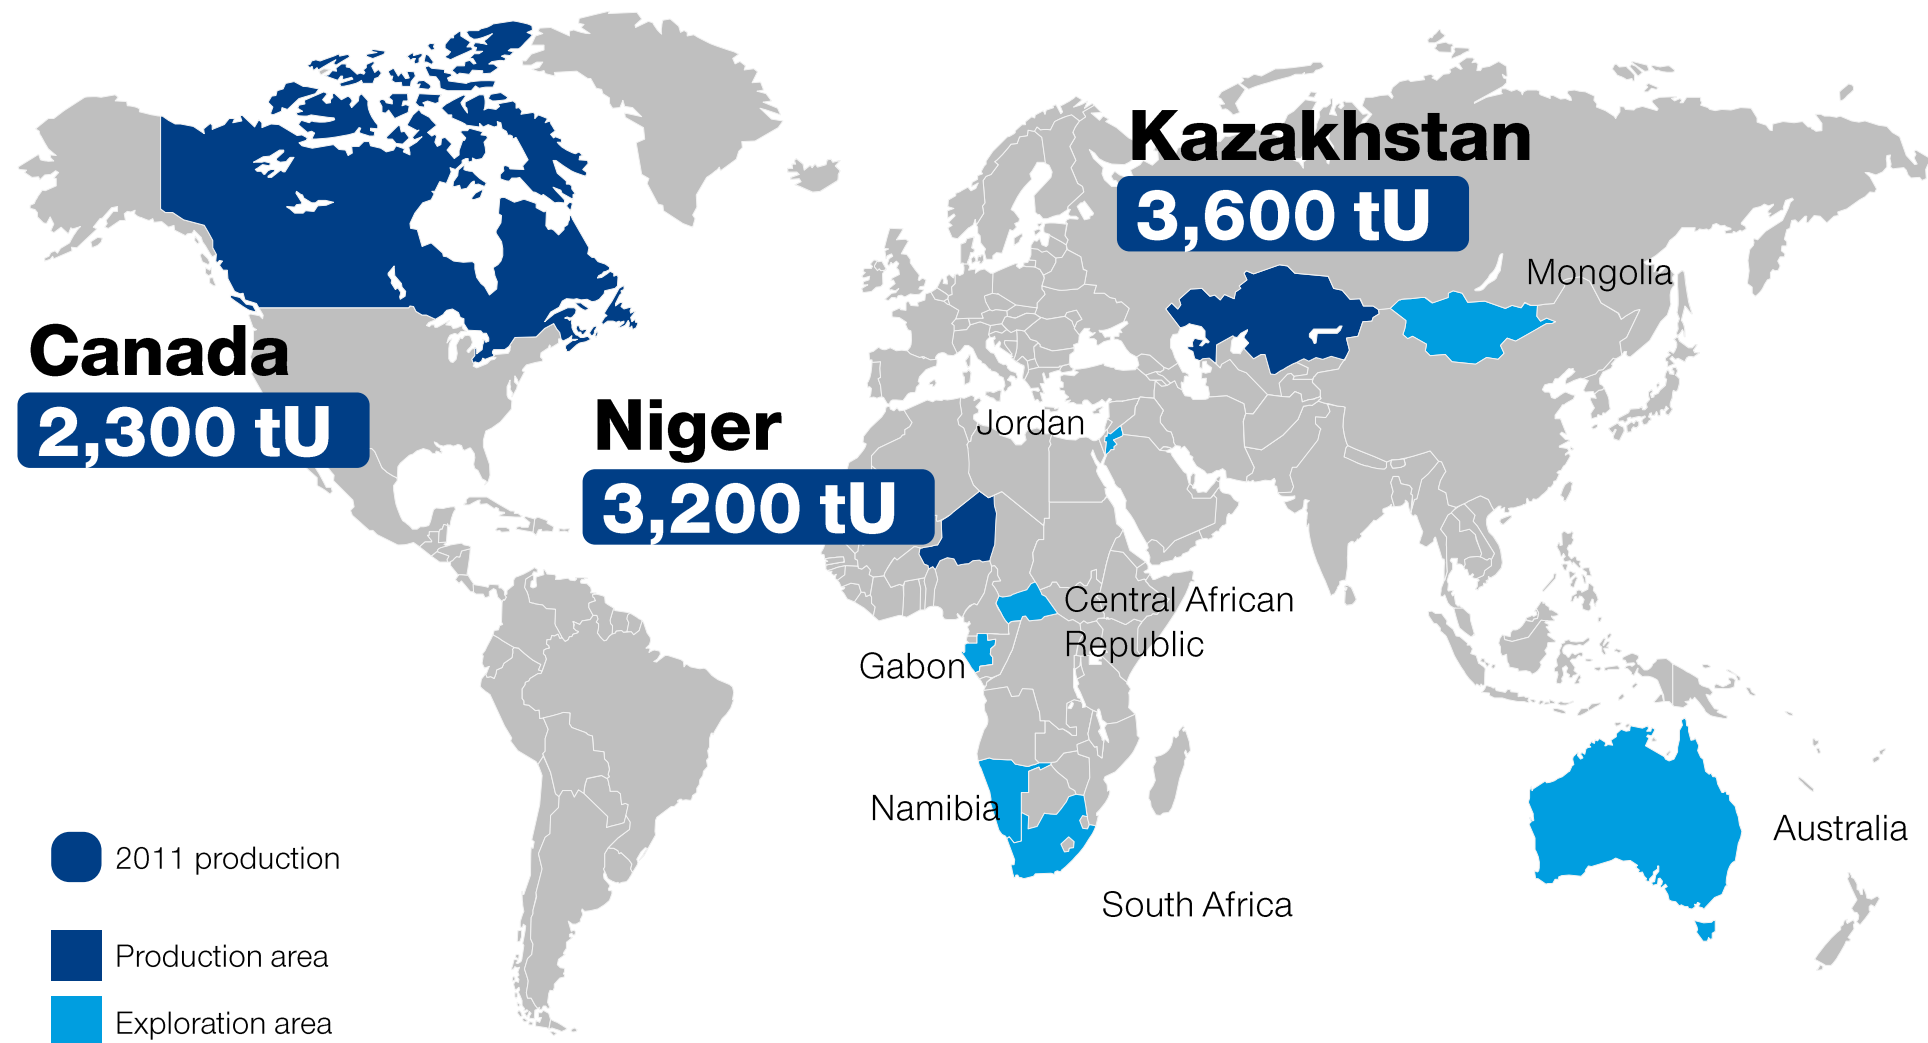 Kazakhstan
3,600 tU
Mongolia
Canada
2,300 tU
Niger
3,200 tU
Jordan
Central African
Republic
Gabon
Namibia
Australia
South Africa
2011 production
Production area
Exploration area